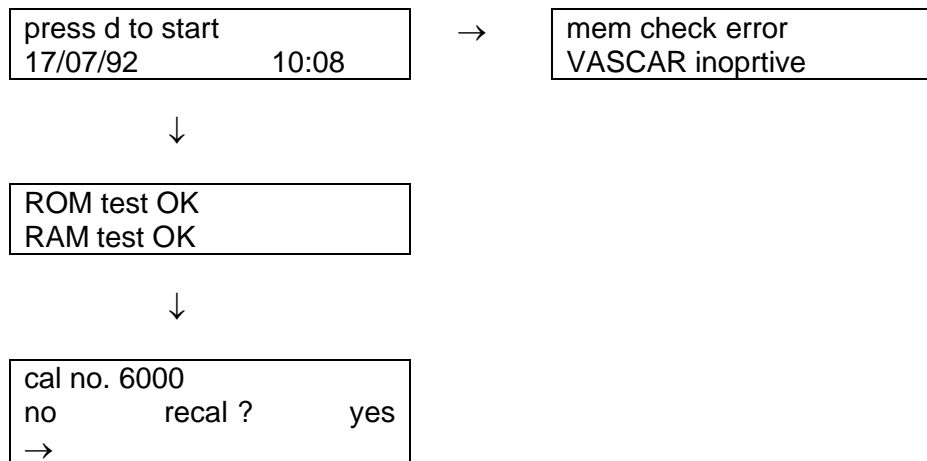 press d to start
17/07/92 10:08
→
mem check error
VASCAR inoprtive
↓
ROM test OK
RAM test OK
↓
cal no. 6000
no recal ? yes
→